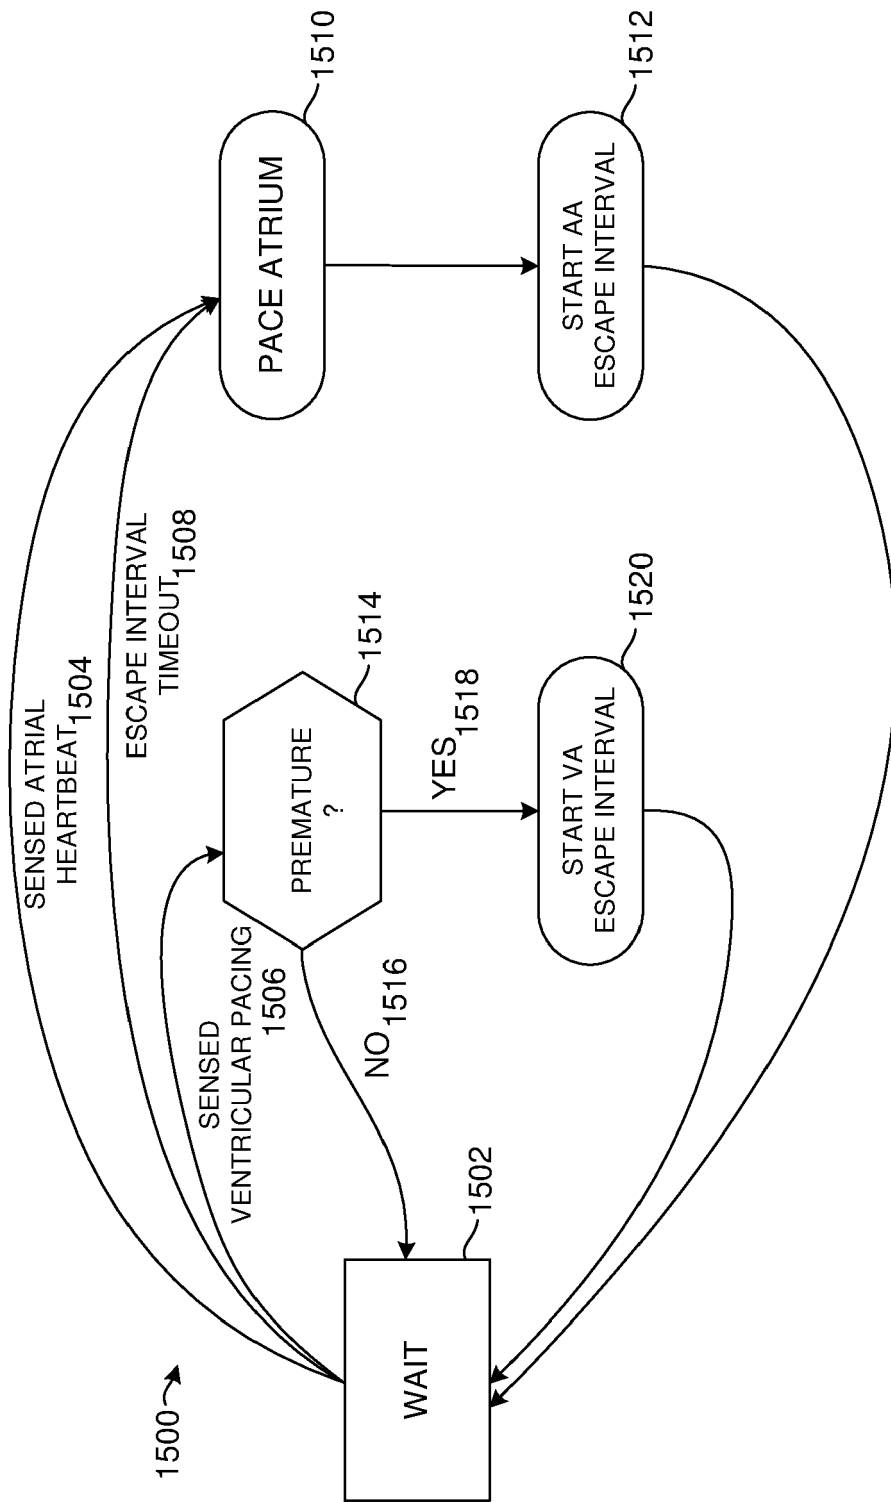 1500
SENSED ATRIAL
HEARTBEAT 1504
ESCAPE INTERVAL
TIMEOUT 1508
SENSED
VENTRICULAR PACING
1506
WAIT
1502
NO 1516
PREMATURE
?
1514
YES 1518
START VA
ESCAPE INTERVAL
1520
PACE ATRIUM
1510
START AA
ESCAPE INTERVAL
1512